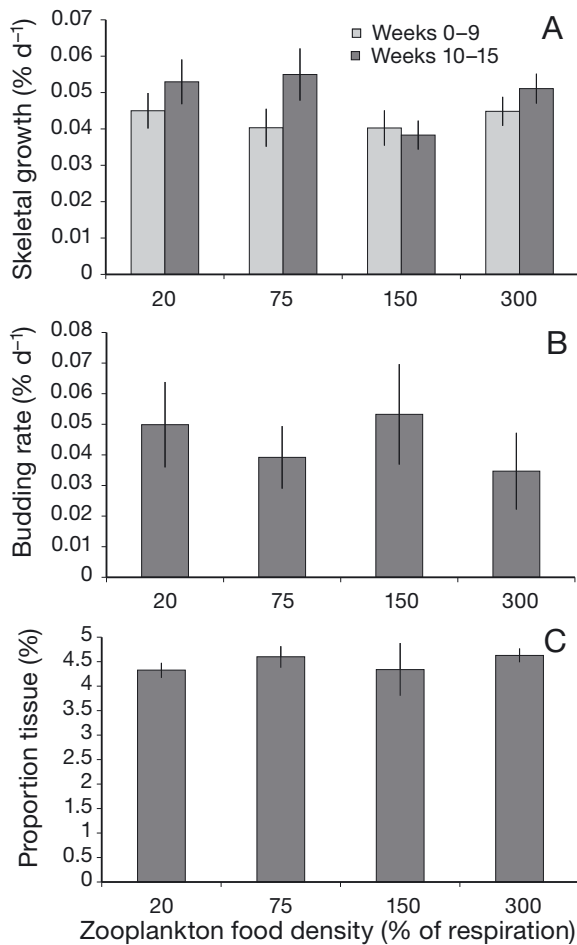 0.07
0.06
0.05
0.04
0.03
0.02
0.01
0
Skeletal growth (% d⁻¹)
A
Weeks 0–9
Weeks 10–15
20 75 150 300
0.08
0.07
0.06
0.05
0.04
0.03
0.02
0.01
0
Budding rate (% d⁻¹)
B
20 75 150 300
5
4.5
4
5.5
3
2.5
2
1.5
1
0.5
0
Proportion tissue (%)
C
20 75 150 300
Zooplankton food density (% of respiration)